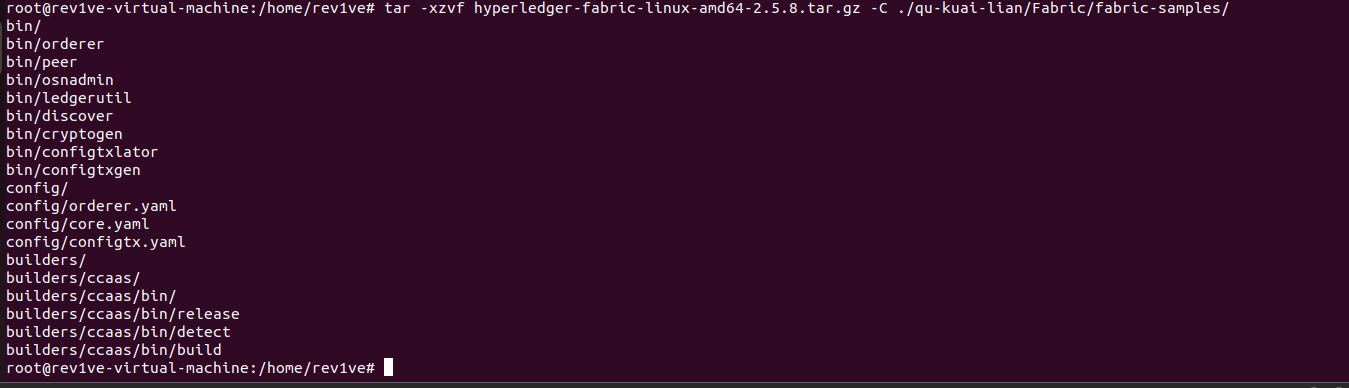 root@rev1ve-virtual-machine:/home/rev1ve# tar -xzvf hyperledger-fabric-linux-amd64-2.5.8.tar.gz -C ./qu-kuai-lian/Fabric/fabric-samples/
bin/
bin/orderer
bin/peer
bin/osnadmin
bin/ledgerutil
bin/discover
bin/cryptogen
bin/configtxlator
bin/configtxgen
config/
config/orderer.yaml
config/core.yaml
config/configtx.yaml
builders/
builders/ccaas/
builders/ccaas/bin/
builders/ccaas/bin/release
builders/ccaas/bin/detect
builders/ccaas/bin/build
root@rev1ve-virtual-machine:/home/rev1ve#